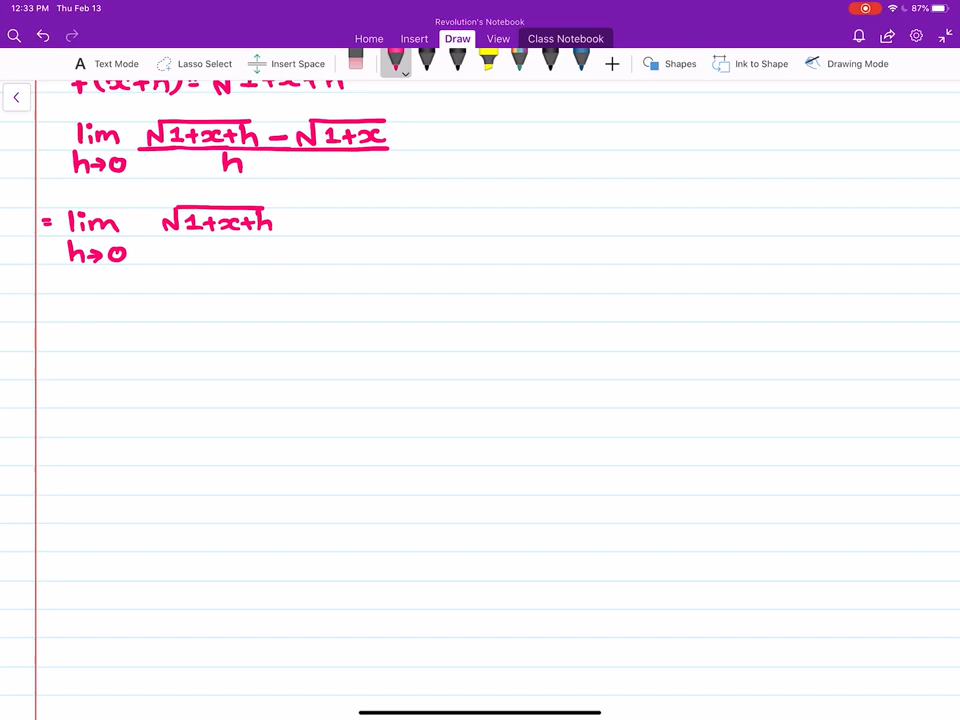 12:33 PM Thu Feb 13
87%
Revolution's Notebook
Home Insert Draw View Class Notebook
A Text Mode Lasso Select Insert Space Shapes Ink to Shape Drawing Mode
f(x+h) = √1+x+h
lim √1+x+h − √1+x
h→0 h
= lim √1+x+h
h→0